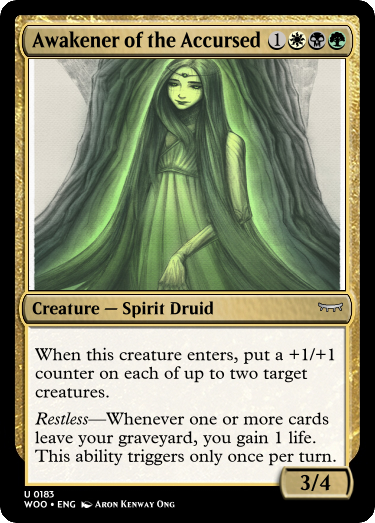 Awakener of the Accursed 1
Creature — Spirit Druid
When this creature enters, put a +1/+1
counter on each of up to two target
creatures.
Restless—Whenever one or more cards
leave your graveyard, you gain 1 life.
This ability triggers only once per turn.
3/4
U 0183
WOO • ENG Aron Kenway Ong